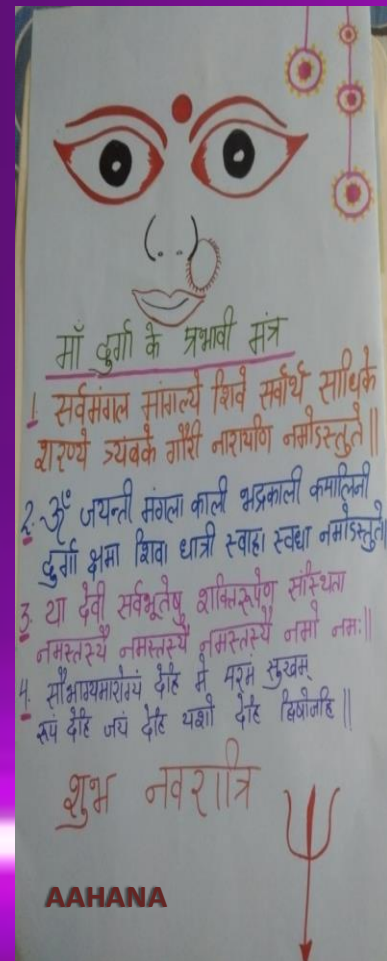 माँ दुर्गा के प्रभावी मंत्र
1. सर्वमंगल मांगल्ये शिवे सर्वार्थ साधिके
शरण्ये त्र्यंबके गौरी नारायणि नमोऽस्तुते ||
२. ॐ जयन्ती मंगला काली भद्रकाली कपालिनी
दुर्गा क्षमा शिवा धात्री स्वाहा स्वधा नमोऽस्तुते
3. या देवी सर्वभूतेषु शक्तिरूपेण संस्थिता
नमस्तस्यै नमस्तस्यै नमस्तस्यै नमो नमः ||
4. सौभाग्यमारोग्यं देहि मे परमं सुखम्
रूपं देहि जयं देहि यशो देहि द्विषोजहि ||
शुभ नवरात्रि
AAHANA